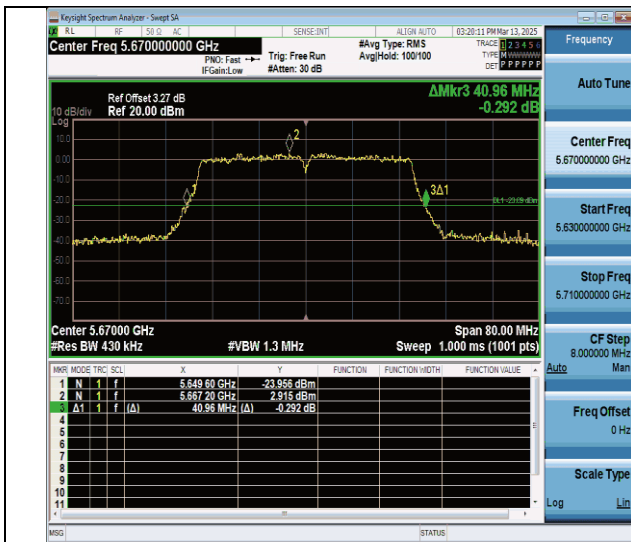 Keysight Spectrum Analyzer - Swept SA
RL RF 50 Ω AC SENSE:INT ALIGN AUTO 03:20:11 PM Mar 13, 2025
Center Freq 5.670000000 GHz
PNO: Fast
IFGain:Low
Trig: Free Run
#Atten: 30 dB
#Avg Type: RMS
Avg|Hold: 100/100
TRACE 1 2 3 4 5 6
TYPE M WWWWW
DET P P P P P P
10 dB/div
Log
Ref Offset 3.27 dB
Ref 20.00 dBm
ΔMkr3 40.96 MHz
-0.292 dB
10.0
0.00
-10.0
-20.0
-30.0
-40.0
-50.0
-60.0
-70.0
1
2
3Δ1
Center 5.67000 GHz Span 80.00 MHz
#Res BW 430 kHz #VBW 1.3 MHz Sweep 1.000 ms (1001 pts)
MKR MODE TRC SCL X Y FUNCTION FUNCTION WIDTH FUNCTION VALUE
1 N 1 f 5.649 60 GHz -23.956 dBm
2 N 1 f 5.667 20 GHz 2.915 dBm
3 Δ1 1 f (Δ) 40.96 MHz (Δ) -0.292 dB
4
5
6
7
8
9
10
11
MSG STATUS
Frequency
Auto Tune
Center Freq
5.670000000 GHz
Start Freq
5.630000000 GHz
Stop Freq
5.710000000 GHz
CF Step
8.000000 MHz
Auto Man
Freq Offset
0 Hz
Scale Type
Log Lin